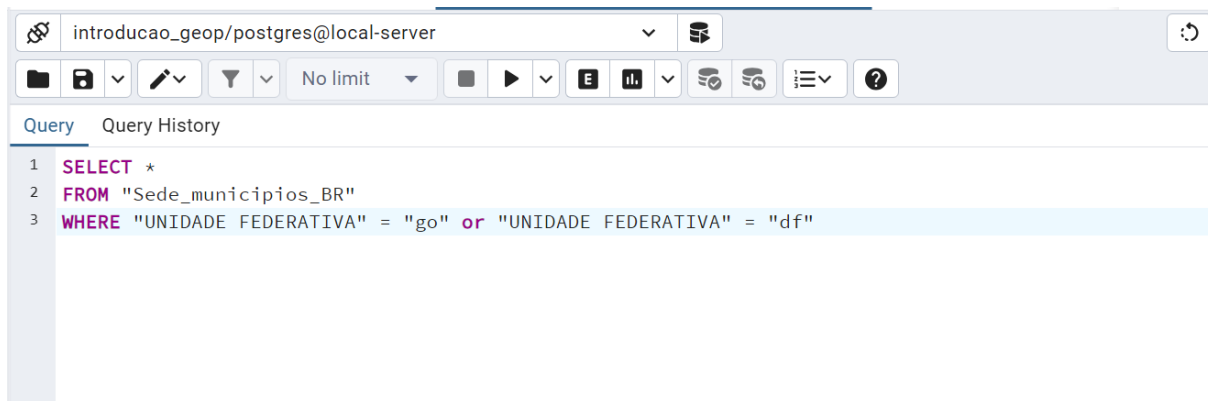 introducao_geop/postgres@local-server
No limit
E
Query Query History
1 SELECT *
2 FROM "Sede_municipios_BR"
3 WHERE "UNIDADE FEDERATIVA" = "go" or "UNIDADE FEDERATIVA" = "df"